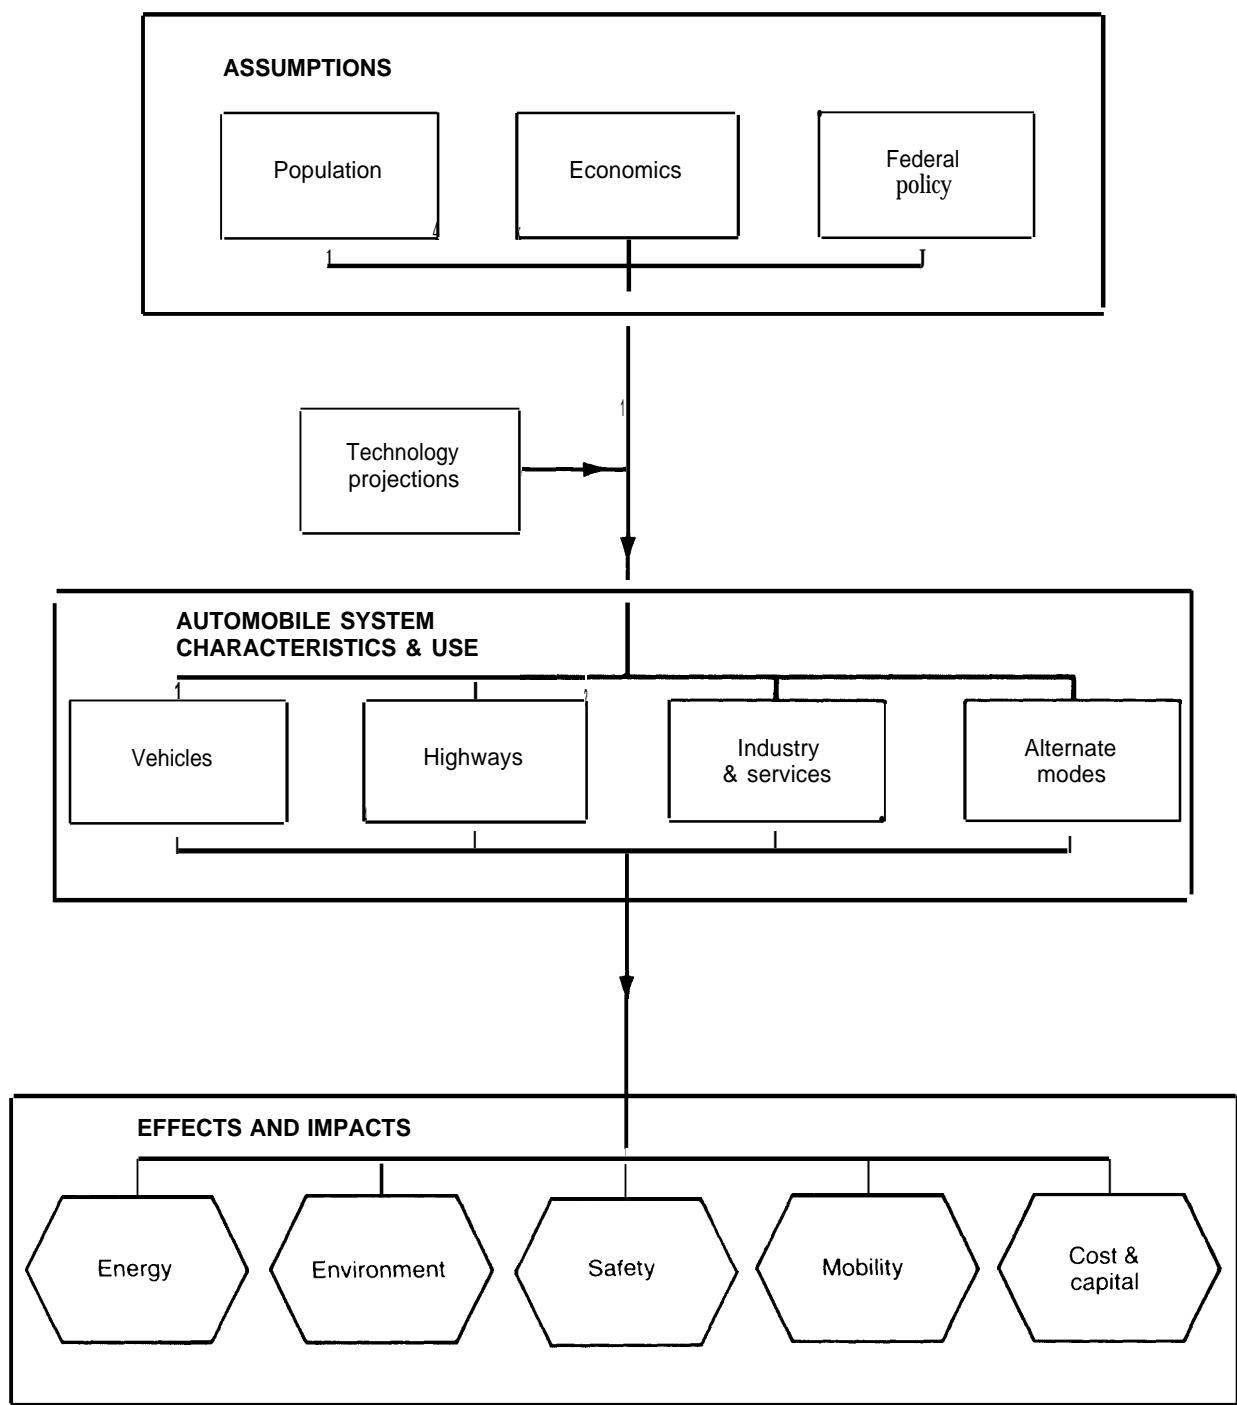 ASSUMPTIONS
Population
Economics
Federal
policy
Technology
projections
AUTOMOBILE SYSTEM
CHARACTERISTICS & USE
Vehicles
Highways
Industry
& services
Alternate
modes
EFFECTS AND IMPACTS
Energy
Environment
Safety
Mobility
Cost &
capital